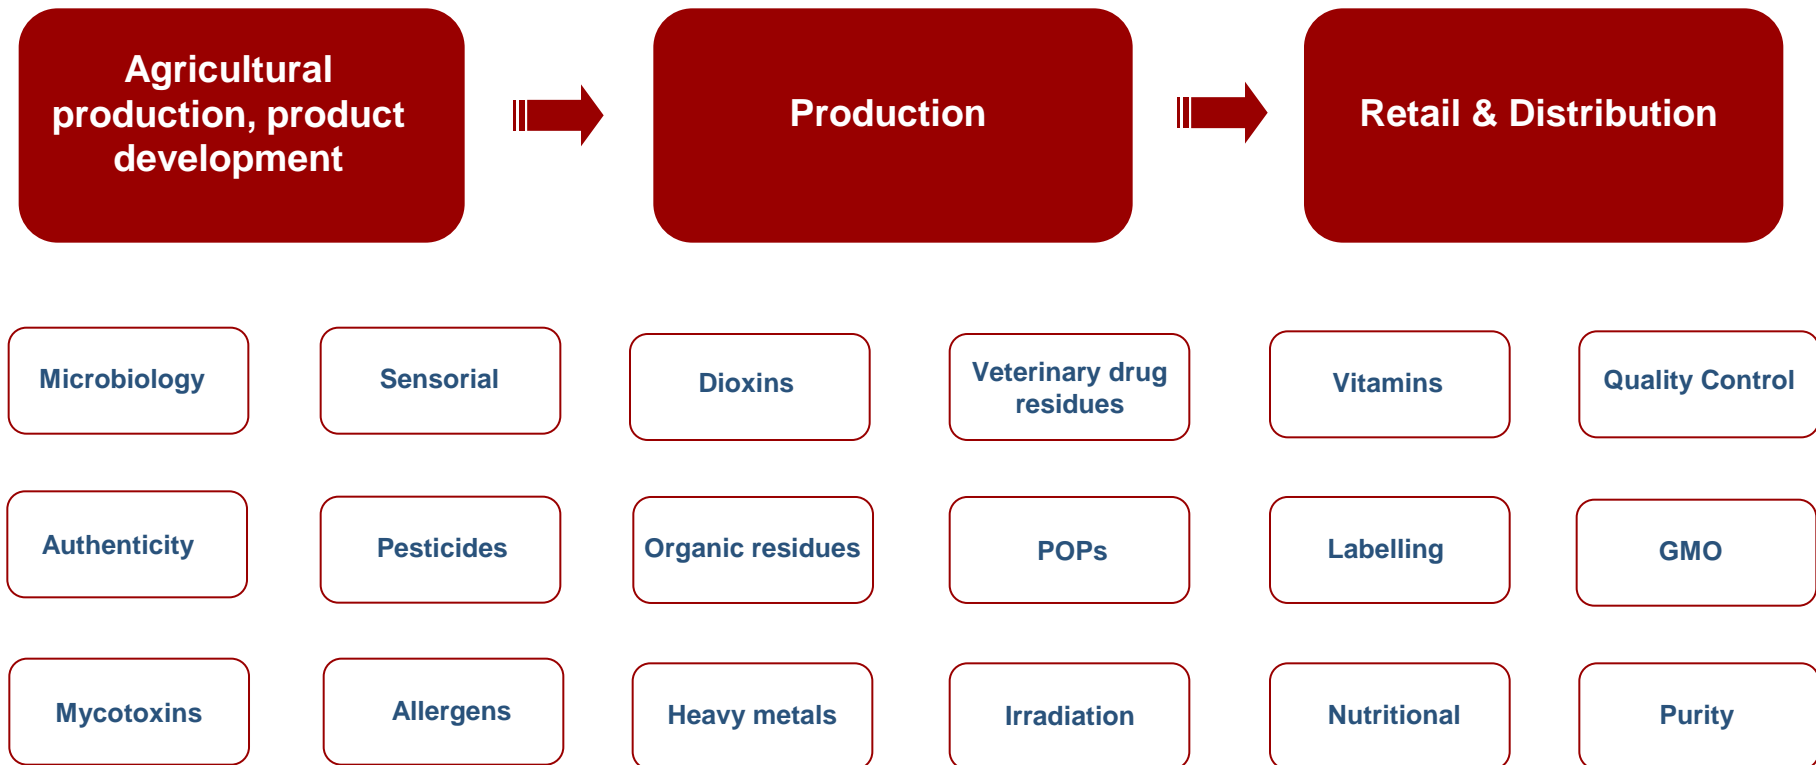 Agricultural
production, product
development
Production
Retail & Distribution
Microbiology
Sensorial
Dioxins
Veterinary drug
residues
Vitamins
Quality Control
Authenticity
Pesticides
Organic residues
POPs
Labelling
GMO
Mycotoxins
Allergens
Heavy metals
Irradiation
Nutritional
Purity